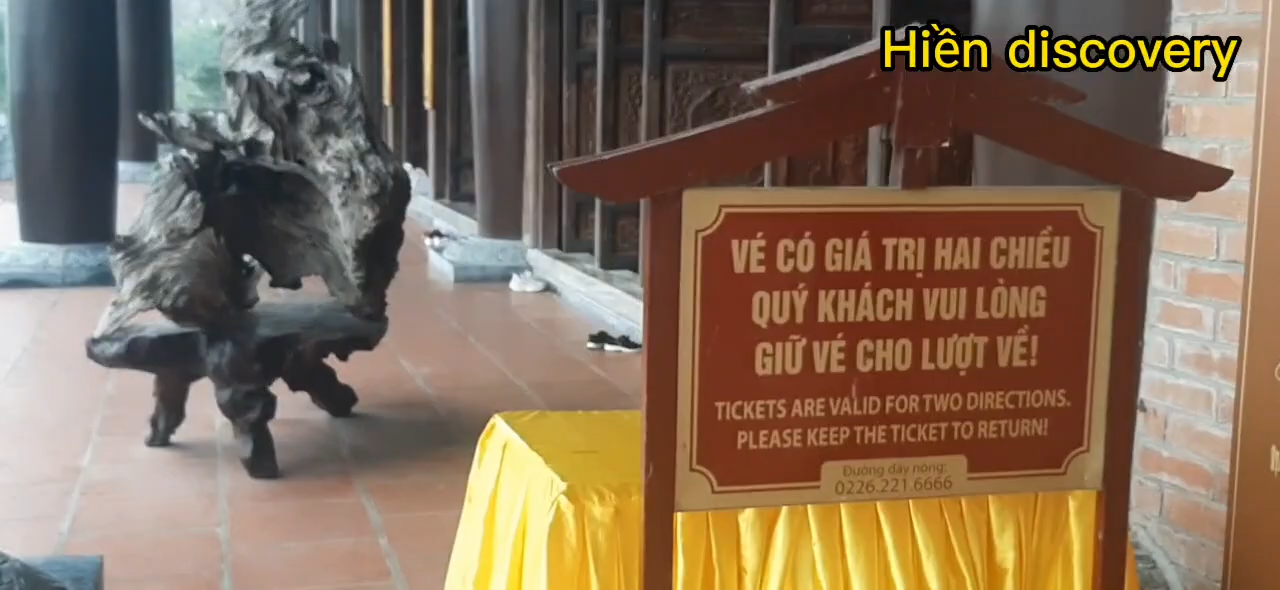 Hiền discovery
VÉ CÓ GIÁ TRỊ HAI CHIỀU
QUÝ KHÁCH VUI LÒNG
GIỮ VÉ CHO LƯỢT VỀ!
TICKETS ARE VALID FOR TWO DIRECTIONS.
PLEASE KEEP THE TICKET TO RETURN!
Đường dây nóng:
0226.221.6666